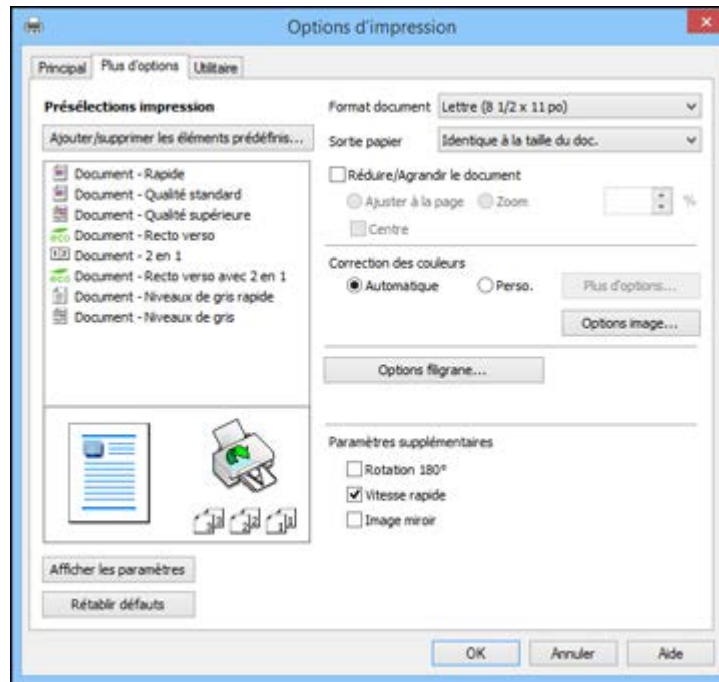 Options d'impression
Principal Plus d'options Utilitaire
Présélections impression
Ajouter/supprimer les éléments prédéfinis...
Document - Rapide
Document - Qualité standard
Document - Qualité supérieure
eco Document - Recto verso
Document - 2 en 1
eco Document - Recto verso avec 2 en 1
Document - Niveaux de gris rapide
Document - Niveaux de gris
Afficher les paramètres
Rétablir défauts
Format document Lettre (8 1/2 x 11 po)
Sortie papier Identique à la taille du doc.
Réduire/Agrandir le document
Ajuster à la page Zoom %
Centre
Correction des couleurs
Automatique Perso. Plus d'options...
Options image...
Options filigrane...
Paramètres supplémentaires
Rotation 180°
Vitesse rapide
Image miroir
OK Annuler Aide